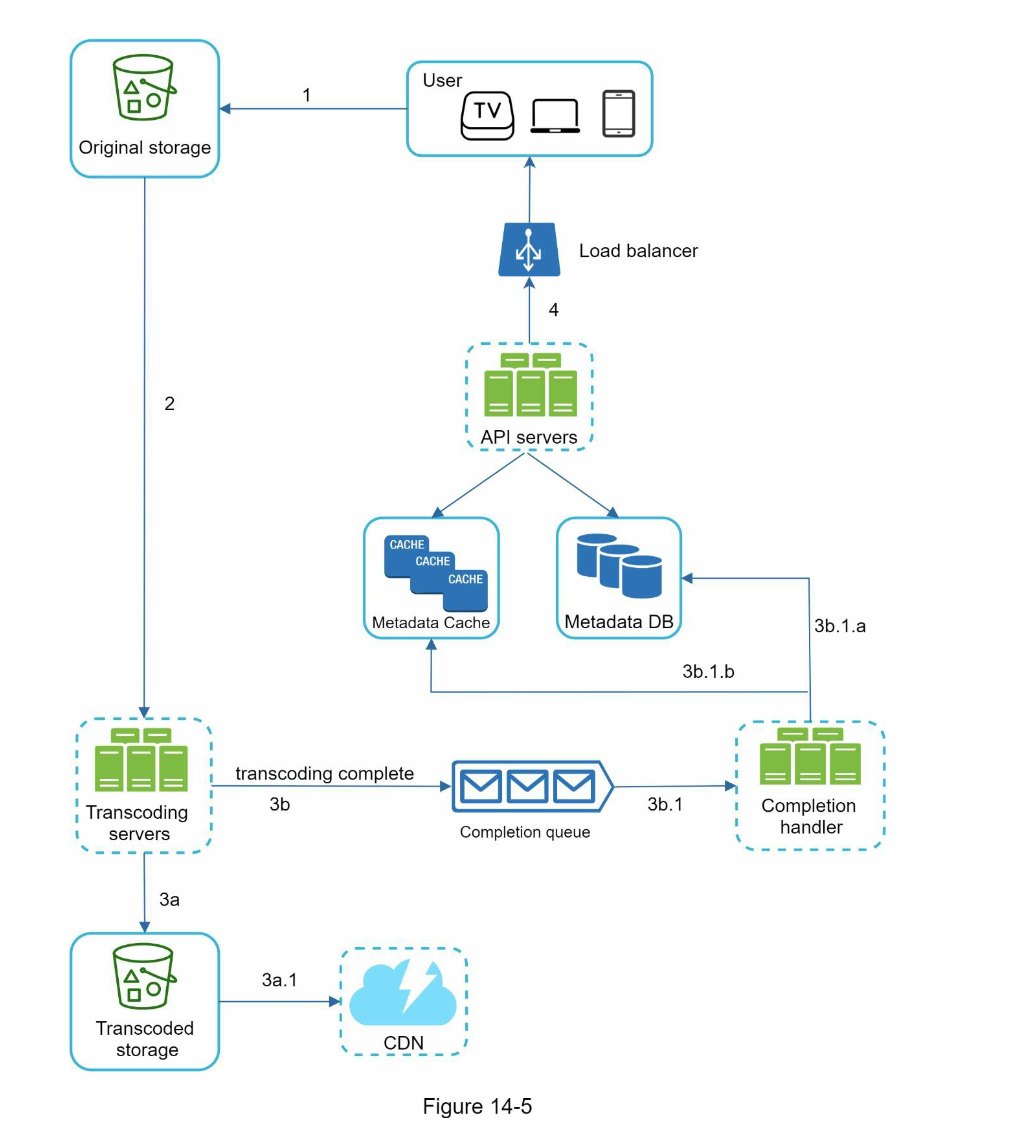 User
TV
1
Original storage
Load balancer
4
2
API servers
CACHE
CACHE
CACHE
Metadata Cache
Metadata DB
3b.1.a
3b.1.b
transcoding complete
3b
3b.1
Transcoding
servers
Completion queue
Completion
handler
3a
3a.1
Transcoded
storage
CDN
Figure 14-5